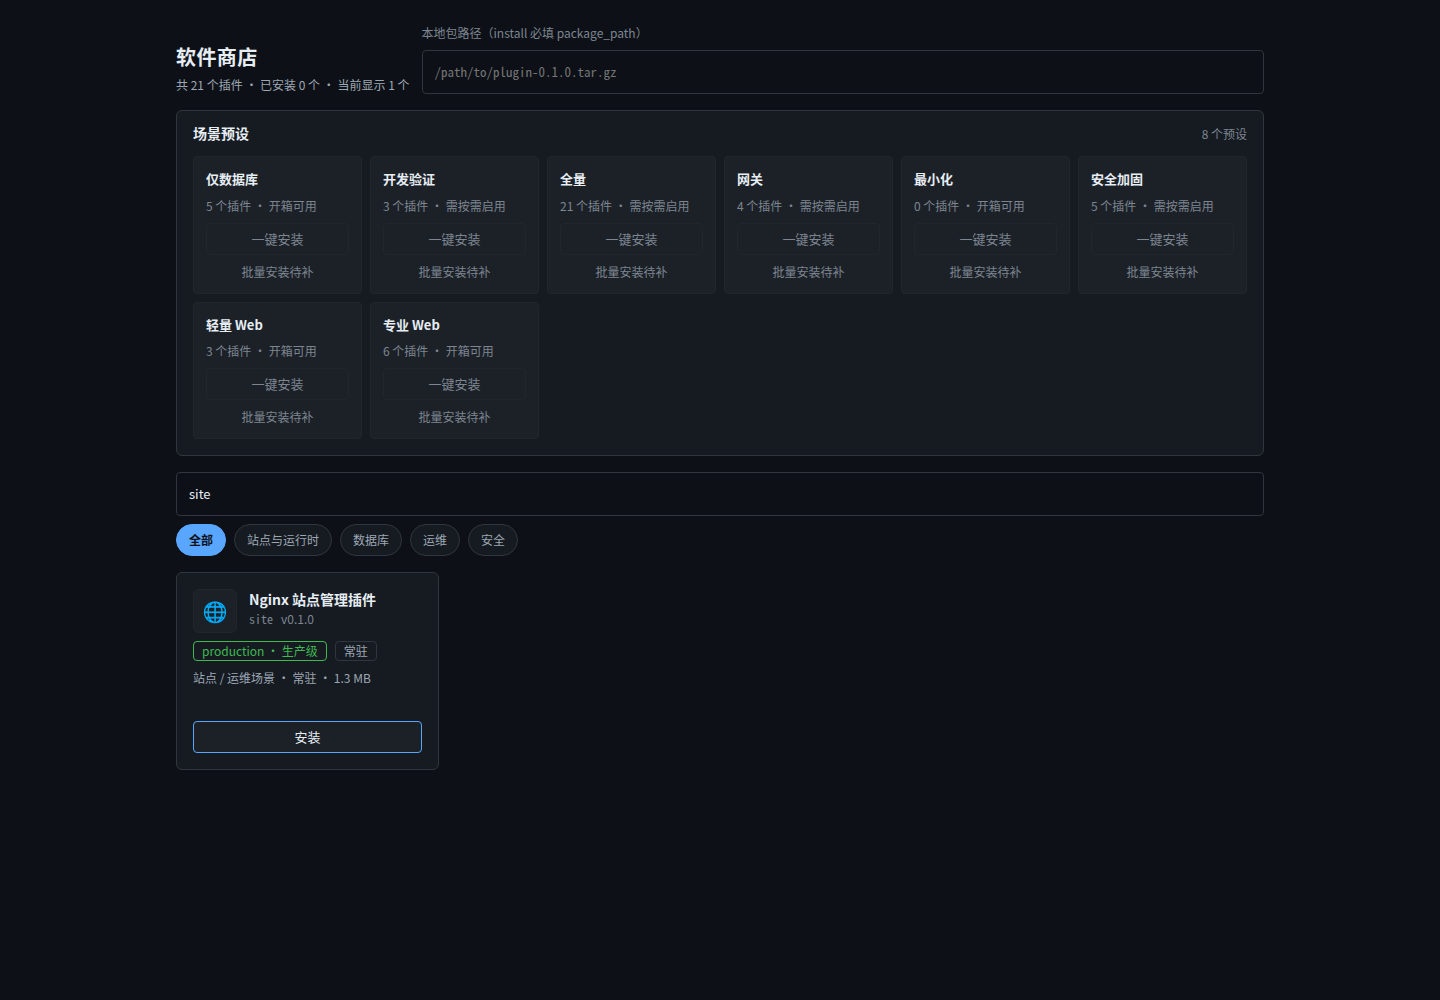 软件商店
共 21 个插件 • 已安装 0 个 • 当前显示 1 个
本地包路径（install 必填 package_path）
/path/to/plugin-0.1.0.tar.gz
场景预设
8 个预设
仅数据库
5 个插件 • 开箱可用
一键安装
批量安装待补
开发验证
3 个插件 • 需按需启用
一键安装
批量安装待补
全量
21 个插件 • 需按需启用
一键安装
批量安装待补
网关
4 个插件 • 需按需启用
一键安装
批量安装待补
最小化
0 个插件 • 开箱可用
一键安装
批量安装待补
安全加固
5 个插件 • 需按需启用
一键安装
批量安装待补
轻量 Web
3 个插件 • 开箱可用
一键安装
批量安装待补
专业 Web
6 个插件 • 开箱可用
一键安装
批量安装待补
site
全部 站点与运行时 数据库 运维 安全
Nginx 站点管理插件
site v0.1.0
production • 生产级 常驻
站点 / 运维场景 • 常驻 • 1.3 MB
安装